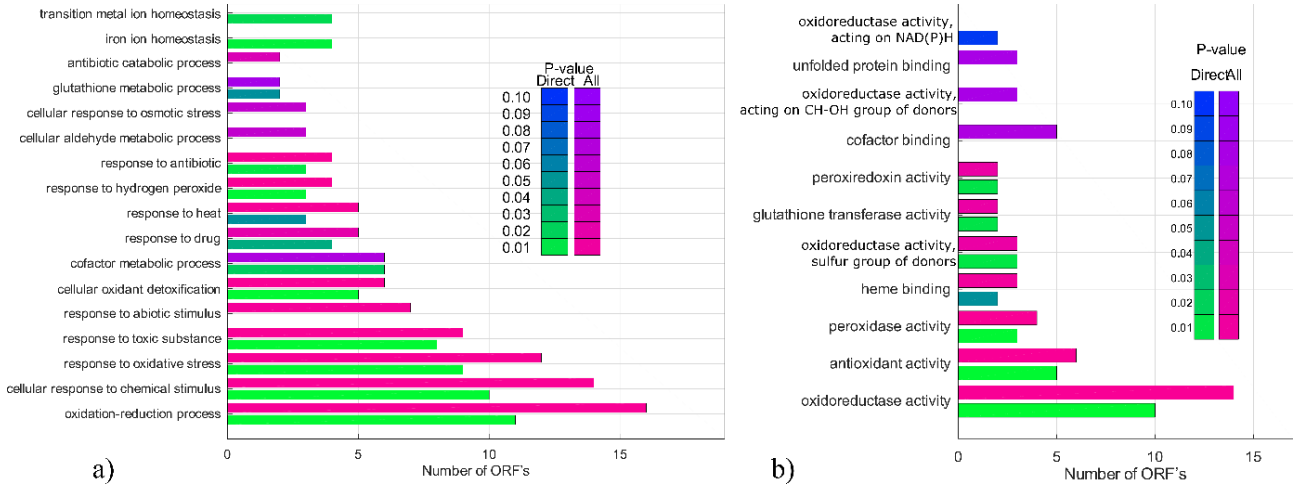 transition metal ion homeostasis
iron ion homeostasis
antibiotic catabolic process
glutathione metabolic process
cellular response to osmotic stress
cellular aldehyde metabolic process
response to antibiotic
response to hydrogen peroxide
response to heat
response to drug
cofactor metabolic process
cellular oxidant detoxification
response to abiotic stimulus
response to toxic substance
response to oxidative stress
cellular response to chemical stimulus
oxidation-reduction process
0 5 10 15
Number of ORF's
a)
P-value
Direct All
0.10
0.09
0.08
0.07
0.06
0.05
0.04
0.03
0.02
0.01
oxidoreductase activity,
acting on NAD(P)H
unfolded protein binding
oxidoreductase activity,
acting on CH-OH group of donors
cofactor binding
peroxiredoxin activity
glutathione transferase activity
oxidoreductase activity,
sulfur group of donors
heme binding
peroxidase activity
antioxidant activity
oxidoreductase activity
0 5 10 15
Number of ORF's
b)
P-value
Direct All
0.10
0.09
0.08
0.07
0.06
0.05
0.04
0.03
0.02
0.01